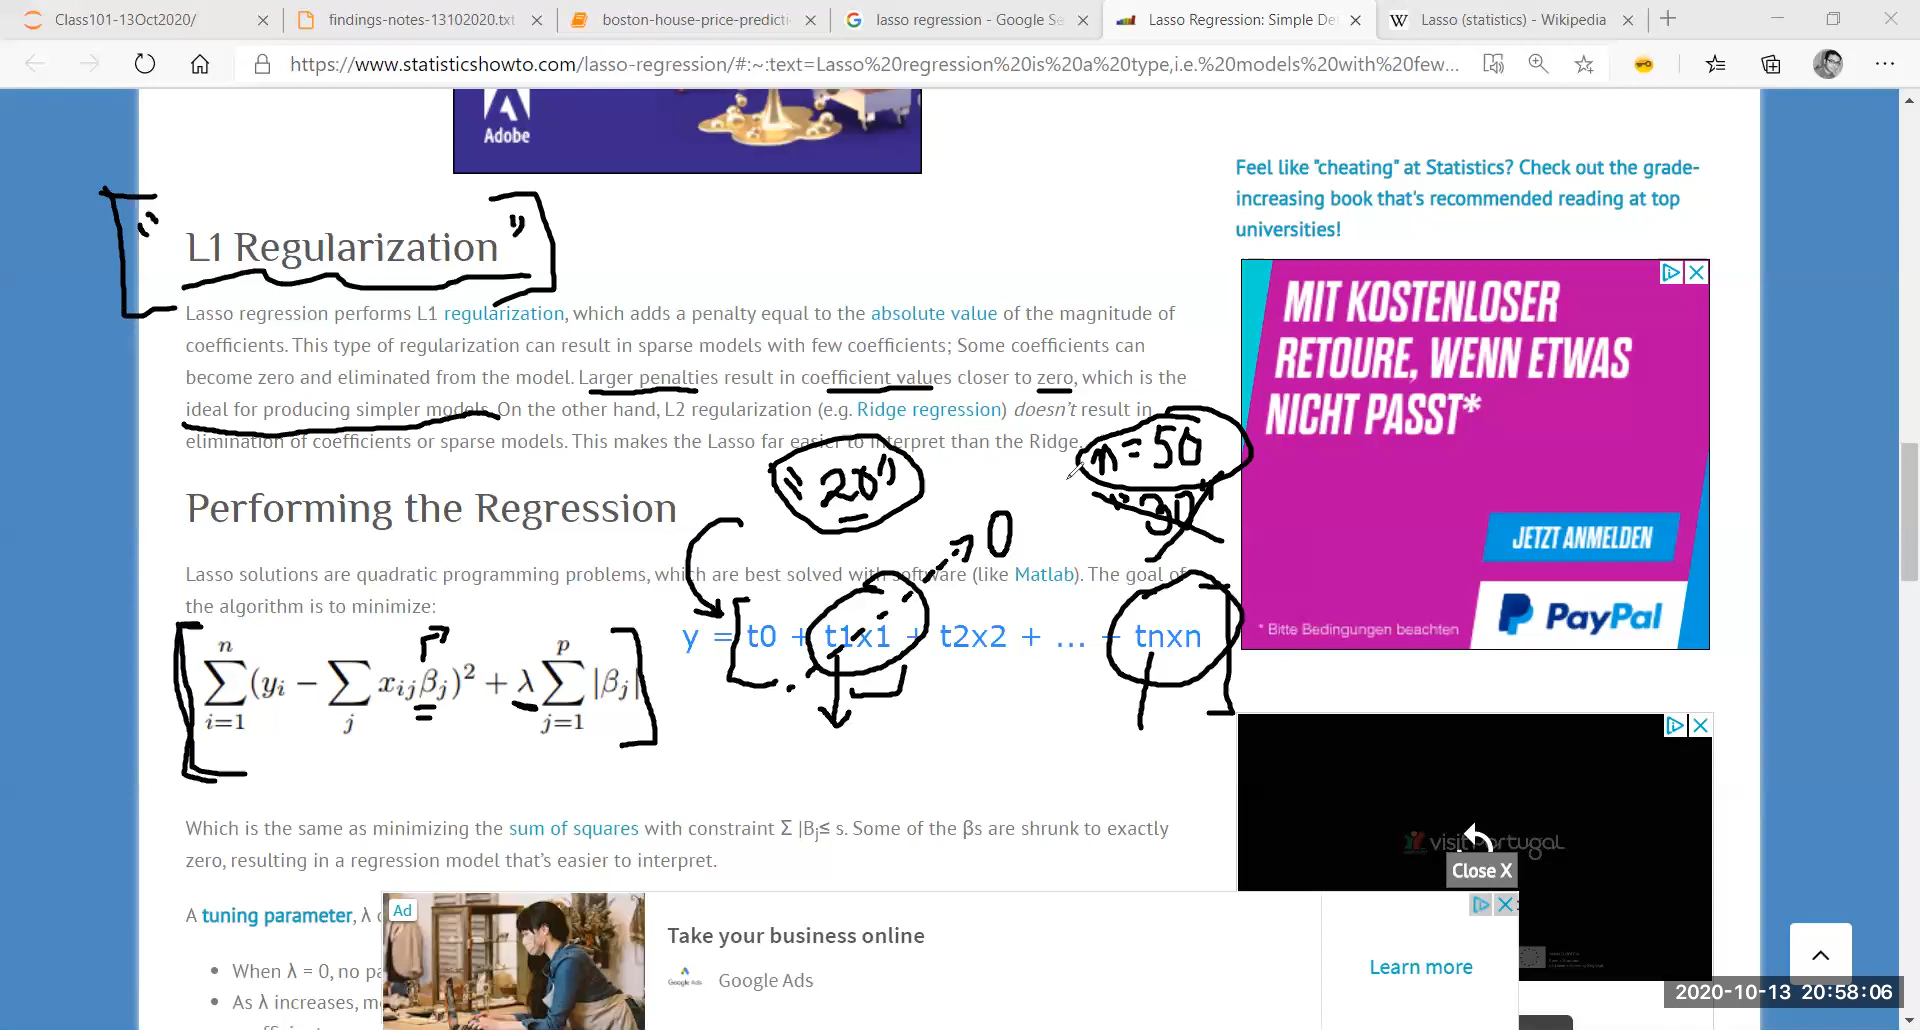 Class101-13Oct2020/
findings-notes-13102020.txt
boston-house-price-predicti
lasso regression - Google Se
Lasso Regression: Simple De
Lasso (statistics) - Wikipedia
https://www.statisticshowto.com/lasso-regression/#:~:text=Lasso%20regression%20is%20a%20type,i.e.%20models%20with%20few...
Adobe
Feel like "cheating" at Statistics? Check out the grade-
increasing book that's recommended reading at top
universities!
" L1 Regularization "
Lasso regression performs L1 regularization, which adds a penalty equal to the absolute value of the magnitude of
coefficients. This type of regularization can result in sparse models with few coefficients; Some coefficients can
become zero and eliminated from the model. Larger penalties result in coefficient values closer to zero, which is the
ideal for producing simpler models. On the other hand, L2 regularization (e.g. Ridge regression) doesn't result in
elimination of coefficients or sparse models. This makes the Lasso far easier to interpret than the Ridge.
n = 50
"20"
"30"
0
Performing the Regression
Lasso solutions are quadratic programming problems, which are best solved with software (like Matlab). The goal of
the algorithm is to minimize:
y = t0 + t1x1 + t2x2 + ... + tnxn
n p
∑(yi − ∑ xijβj)² + λ∑|βj|
i=1 j j=1
Which is the same as minimizing the sum of squares with constraint Σ |Bj≤ s. Some of the βs are shrunk to exactly
zero, resulting in a regression model that's easier to interpret.
A tuning parameter, λ c
• When λ = 0, no pa
• As λ increases, m
MIT KOSTENLOSER
RETOURE, WENN ETWAS
NICHT PASST*
JETZT ANMELDEN
* Bitte Bedingungen beachten
PayPal
visitPortugal
Close X
Ad
Take your business online
Google Ads
Google Ads
Learn more
2020-10-13 20:58:06